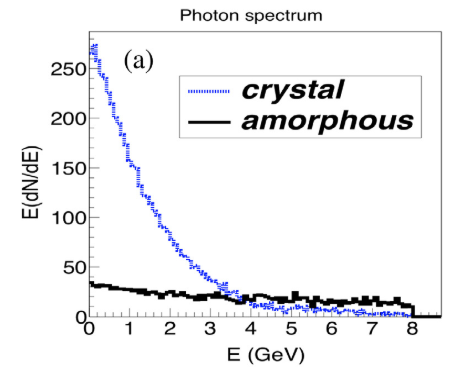 Photon spectrum
(a)
crystal
amorphous
E(dN/dE)
250
200
150
100
50
0
0 1 2 3 4 5 6 7 8
E (GeV)